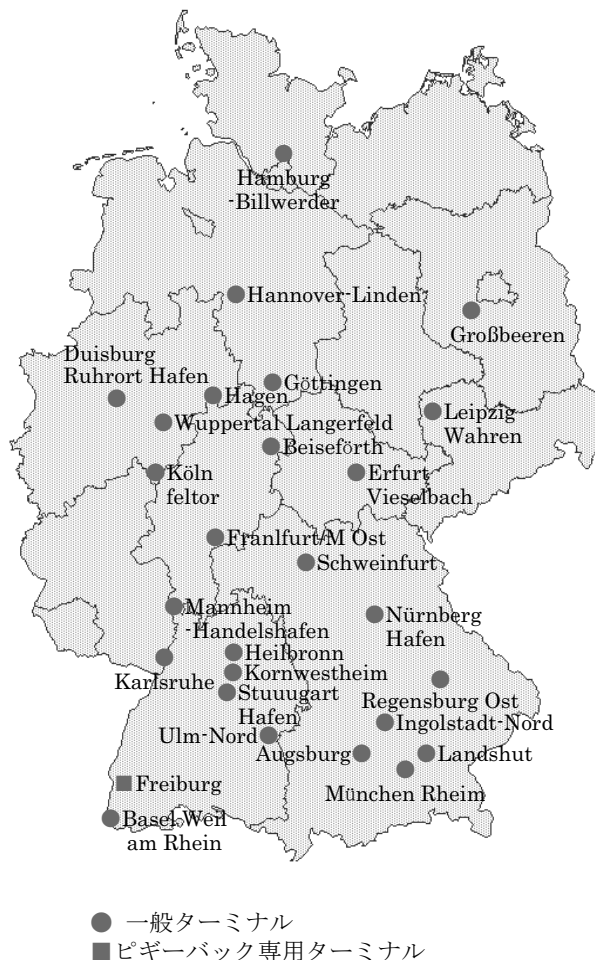 Hamburg
-Billwerder
Hannover-Linden
Großbeeren
Duisburg
Ruhrort Hafen
Göttingen
Hagen
Leipzig
Wahren
Wuppertal Langerfeld
Beiseförth
Köln
feltor
Erfurt
Vieselbach
Franlfurt/M Ost
Schweinfurt
Mannheim
-Handelshafen
Nürnberg
Hafen
Heilbronn
Kornwestheim
Karlsruhe
Stuuugart
Hafen
Regensburg Ost
Ingolstadt-Nord
Ulm-Nord
Augsburg
Landshut
München Rheim
Freiburg
Basel Weil
am Rhein
一般ターミナル
ピギーバック専用ターミナル